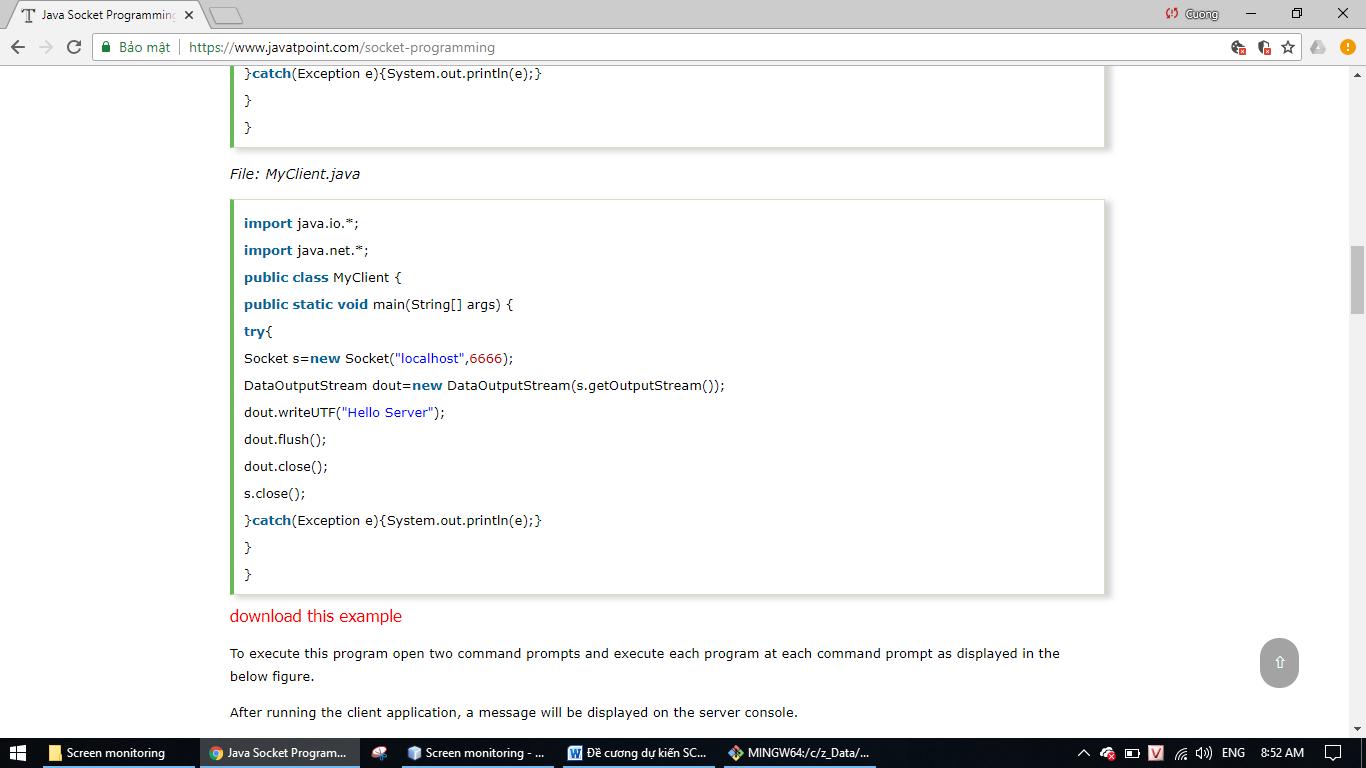 Java Socket Programming
Cuong
Bảo mật https://www.javatpoint.com/socket-programming
}catch(Exception e){System.out.println(e);}
}
}
File: MyClient.java
import java.io.*;
import java.net.*;
public class MyClient {
public static void main(String[] args) {
try{
Socket s=new Socket("localhost",6666);
DataOutputStream dout=new DataOutputStream(s.getOutputStream());
dout.writeUTF("Hello Server");
dout.flush();
dout.close();
s.close();
}catch(Exception e){System.out.println(e);}
}
}
download this example
To execute this program open two command prompts and execute each program at each command prompt as displayed in the
below figure.
After running the client application, a message will be displayed on the server console.
Screen monitoring
Java Socket Program...
Screen monitoring - ...
Đề cương dự kiến SC...
MINGW64:/c/z_Data/...
V
ENG
8:52 AM